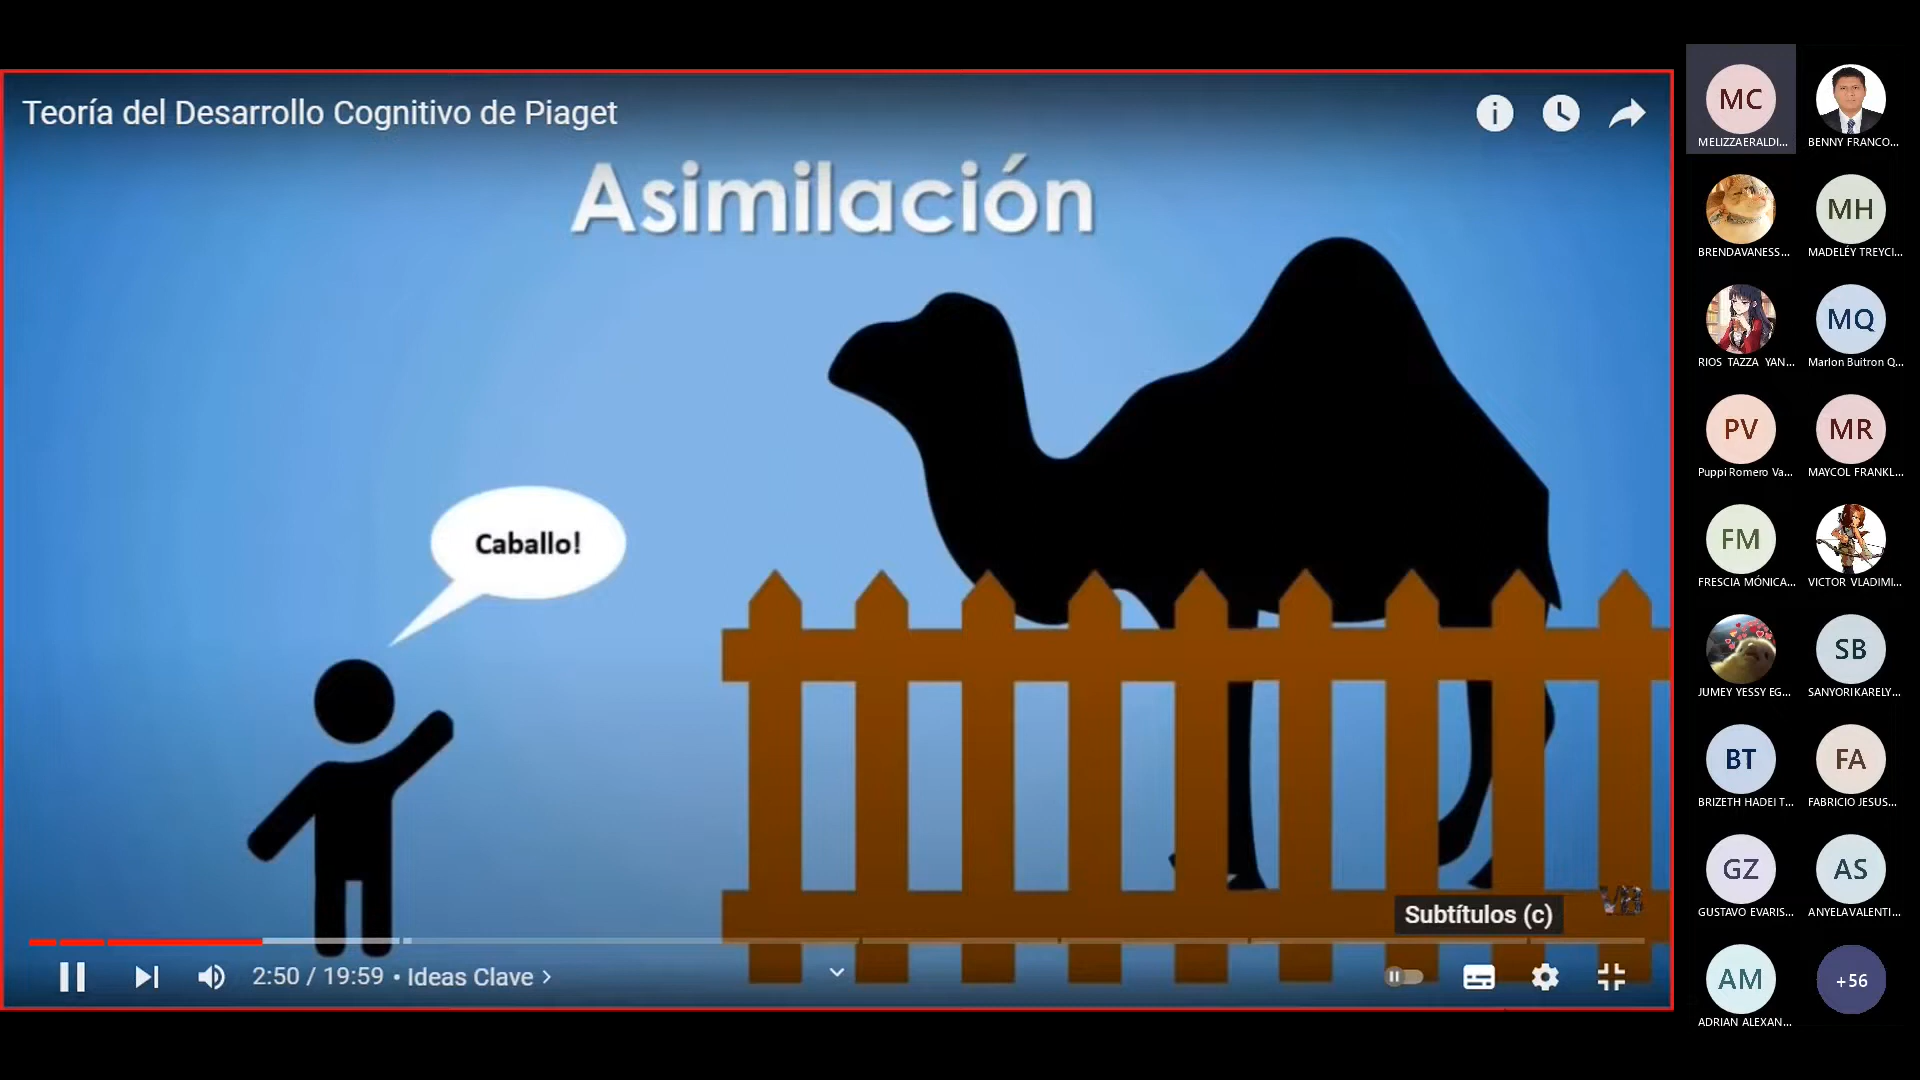 Teoría del Desarrollo Cognitivo de Piaget
Asimilación
Caballo!
Subtítulos (c)
VB
2:50 / 19:59 • Ideas Clave >
MC
MELIZZAERALDI...
BENNY FRANCO...
BRENDAVANESS...
MH
MADELÉY TREYCI...
RIOS TAZZA YAN...
MQ
Marlon Buitron Q...
PV
Puppi Romero Va...
MR
MAYCOL FRANKL...
FM
FRESCIA MÓNICA...
VICTOR VLADIMI...
JUMEY YESSY EG...
SB
SANYORIKARELY...
BT
BRIZETH HADEI T...
FA
FABRICIO JESUS...
GZ
GUSTAVO EVARIS...
AS
ANYELAVALENTI...
AM
ADRIAN ALEXAN...
+56